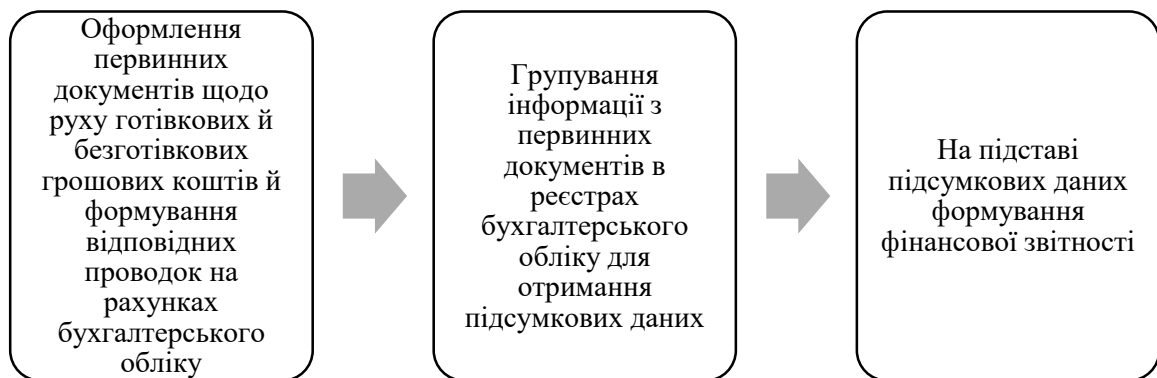 Оформлення
первинних
документів щодо
руху готівкових й
безготівкових
грошових коштів й
формування
відповідних
проводок на
рахунках
бухгалтерського
обліку
Групування
інформації з
первинних
документів в
реєстрах
бухгалтерського
обліку для
отримання
підсумкових даних
На підставі
підсумкових даних
формування
фінансової звітності